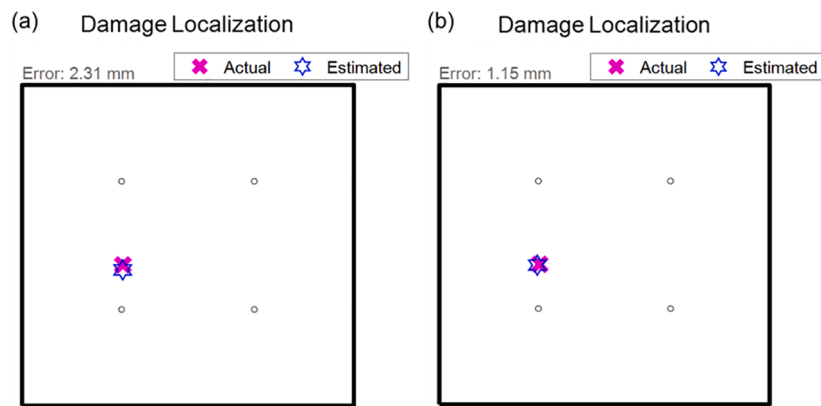 (a) Damage Localization
Error: 2.31 mm
Actual Estimated
(b) Damage Localization
Error: 1.15 mm
Actual Estimated